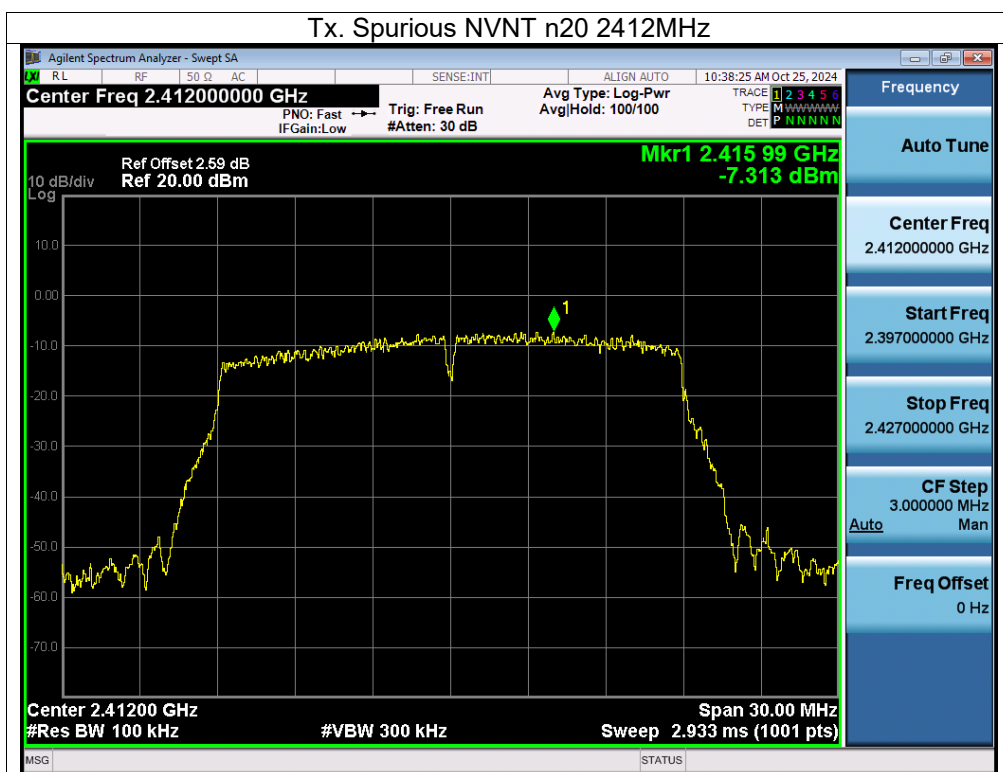 Tx. Spurious NVNT n20 2412MHz
Agilent Spectrum Analyzer - Swept SA
LXI RL RF 50 Ω AC SENSE:INT ALIGN AUTO 10:38:25 AM Oct 25, 2024
Center Freq 2.412000000 GHz
PNO: Fast
IFGain:Low
Trig: Free Run
#Atten: 30 dB
Avg Type: Log-Pwr
Avg|Hold: 100/100
TRACE 1 2 3 4 5 6
TYPE M WWWWW
DET P N N N N N
Mkr1 2.415 99 GHz
-7.313 dBm
Ref Offset 2.59 dB
10 dB/div Ref 20.00 dBm
Log
10.0
0.00
-10.0
-20.0
-30.0
-40.0
-50.0
-60.0
-70.0
1
Center 2.41200 GHz Span 30.00 MHz
#Res BW 100 kHz #VBW 300 kHz Sweep 2.933 ms (1001 pts)
MSG STATUS
Frequency
Auto Tune
Center Freq
2.412000000 GHz
Start Freq
2.397000000 GHz
Stop Freq
2.427000000 GHz
CF Step
3.000000 MHz
Auto Man
Freq Offset
0 Hz